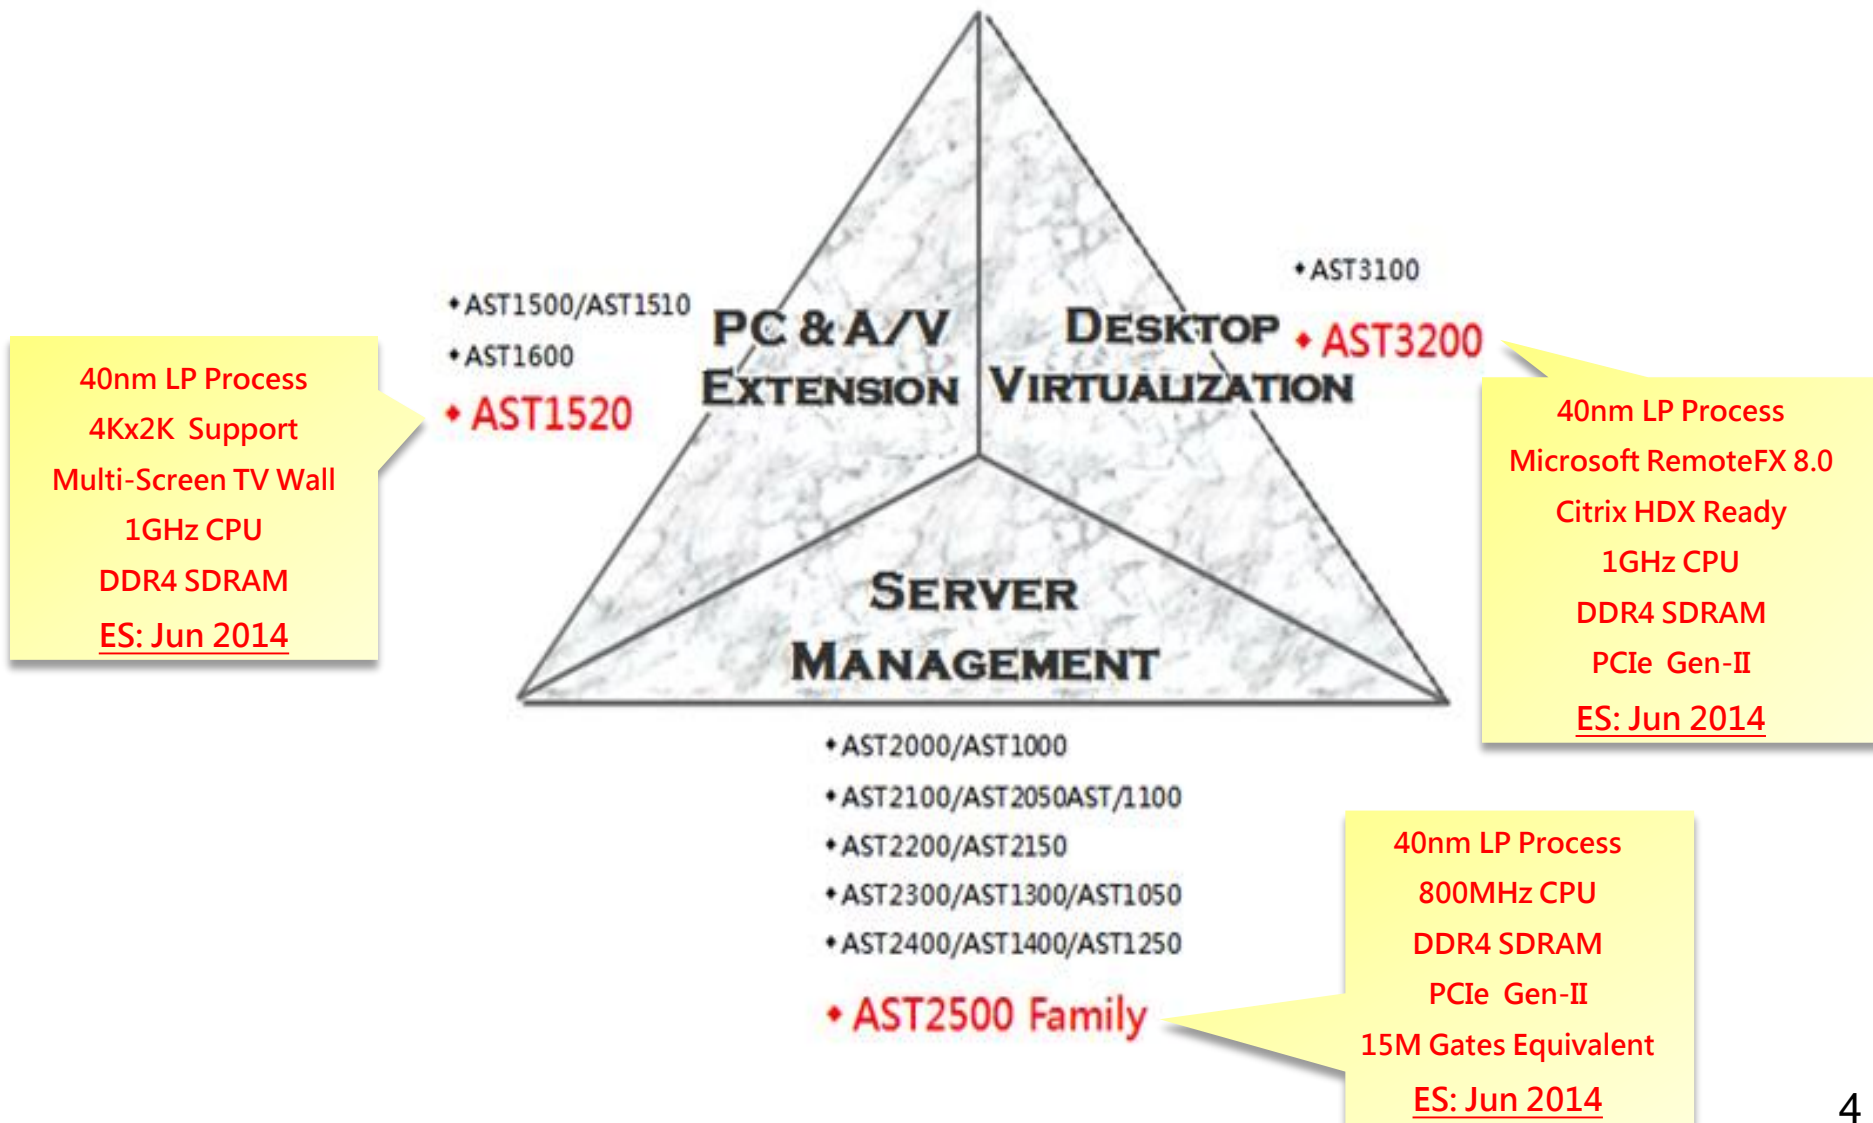 ◆AST1500/AST1510
◆AST1600
◆ AST1520
40nm LP Process
4Kx2K  Support
Multi-Screen TV Wall
1GHz CPU
DDR4 SDRAM
ES: Jun 2014
PC & A/V
EXTENSION
DESKTOP
VIRTUALIZATION
◆AST3100
◆ AST3200
40nm LP Process
Microsoft RemoteFX 8.0
Citrix HDX Ready
1GHz CPU
DDR4 SDRAM
PCIe  Gen-II
ES: Jun 2014
SERVER
MANAGEMENT
◆AST2000/AST1000
◆AST2100/AST2050AST/1100
◆AST2200/AST2150
◆AST2300/AST1300/AST1050
◆AST2400/AST1400/AST1250
◆ AST2500 Family
40nm LP Process
800MHz CPU
DDR4 SDRAM
PCIe  Gen-II
15M Gates Equivalent
ES: Jun 2014
4